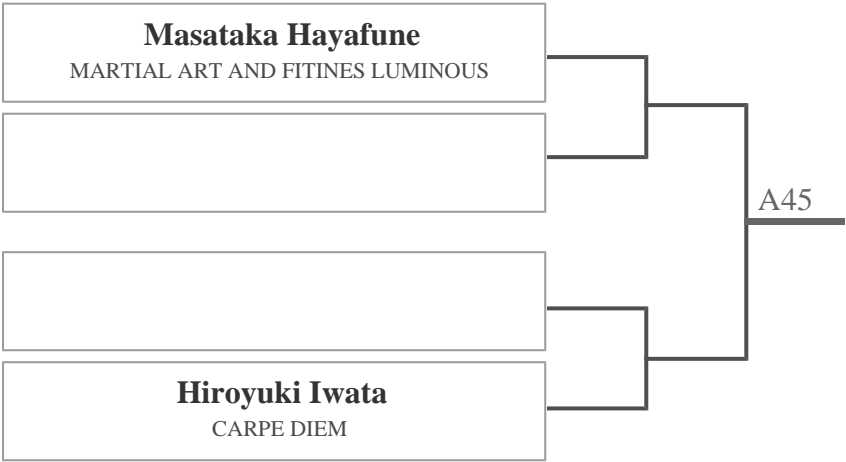 Masataka Hayafune
MARTIAL ART AND FITINES LUMINOUS
A45
Hiroyuki Iwata
CARPE DIEM